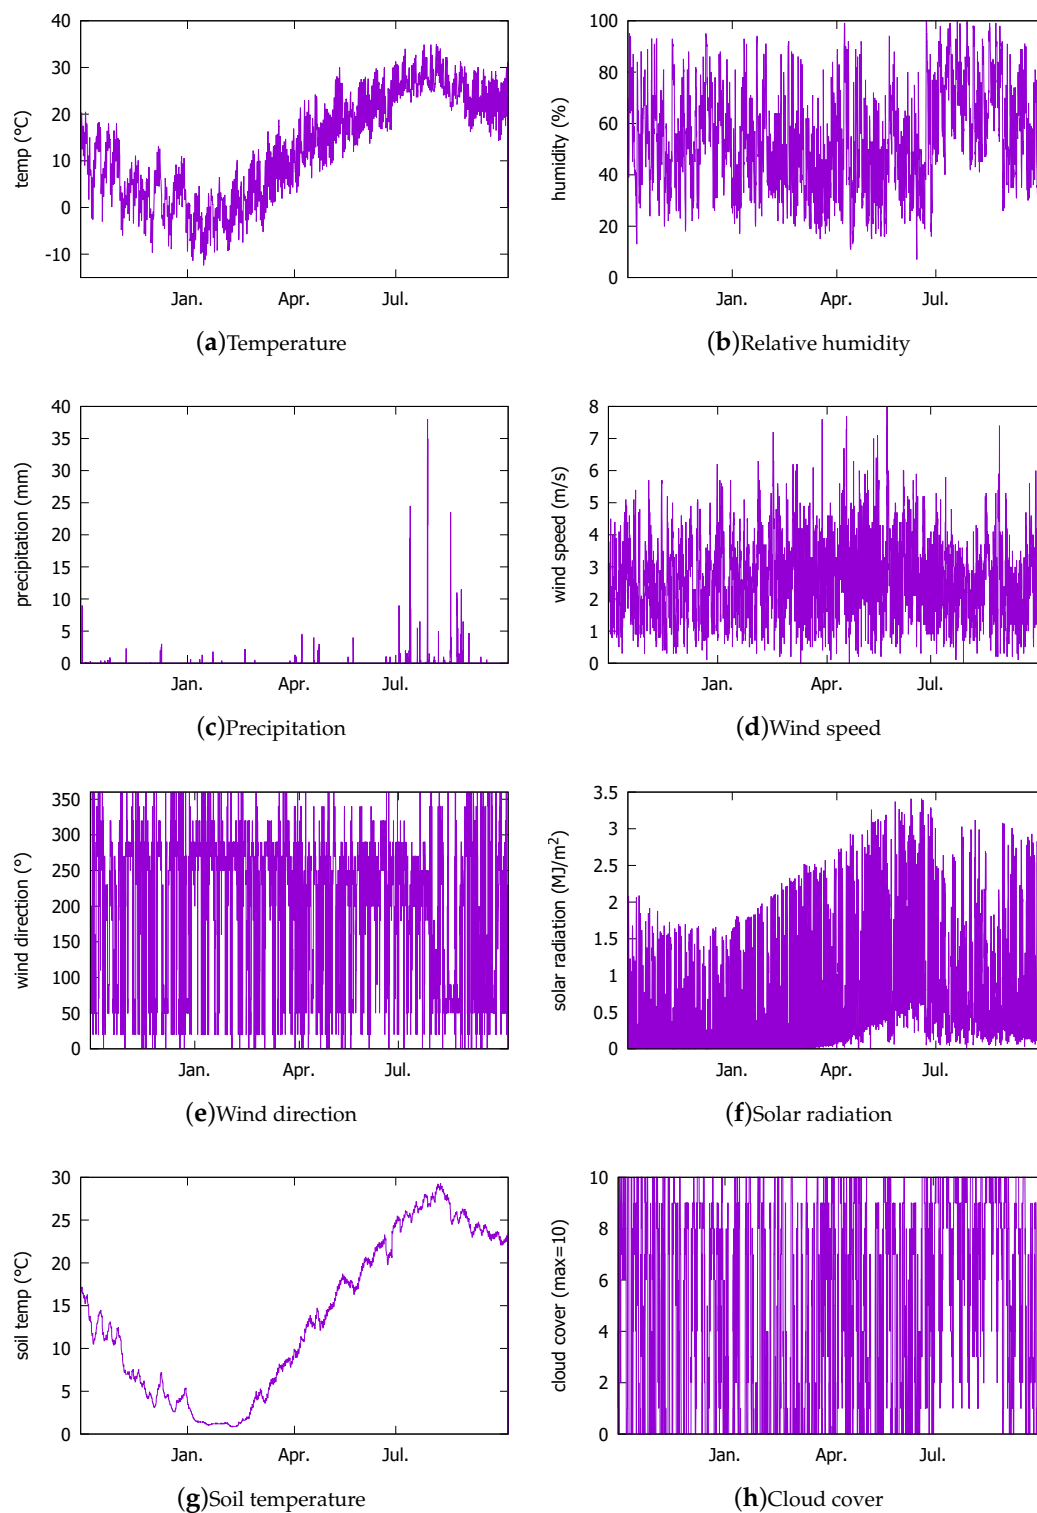 40
30
20
10
0
-10
temp (°C)
Jan. Apr. Jul.
(a)Temperature
100
80
60
40
20
0
humidity (%)
Jan. Apr. Jul.
(b)Relative humidity
40
35
30
25
20
15
10
5
0
precipitation (mm)
Jan. Apr. Jul.
(c)Precipitation
8
7
6
5
4
3
2
1
0
wind speed (m/s)
Jan. Apr. Jul.
(d)Wind speed
350
300
250
200
150
100
50
0
wind direction (°)
Jan. Apr. Jul.
(e)Wind direction
3.5
3
2.5
2
1.5
1
0.5
0
solar radiation (MJ/m²)
Jan. Apr. Jul.
(f)Solar radiation
30
25
20
15
10
5
0
soil temp (°C)
Jan. Apr. Jul.
(g)Soil temperature
10
8
6
4
2
0
cloud cover (max=10)
Jan. Apr. Jul.
(h)Cloud cover